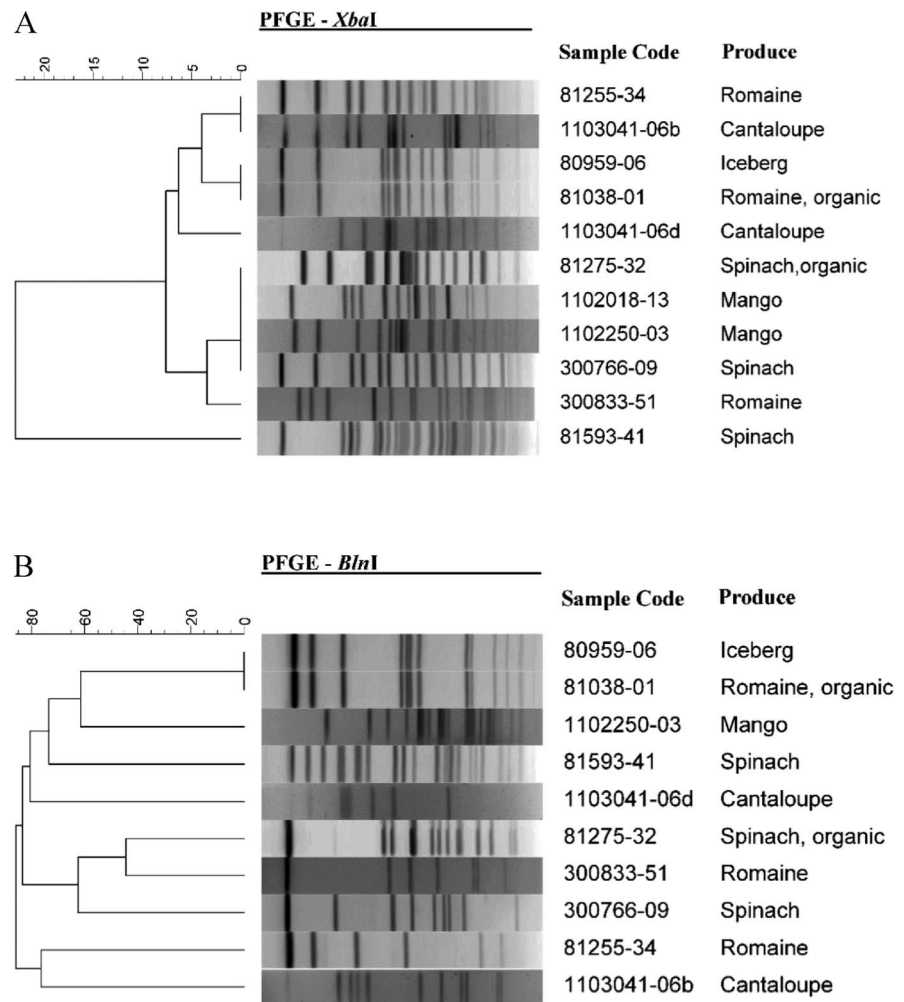 A
PFGE - XbaI
20 15 10 5 0
Sample Code Produce
81255-34 Romaine
1103041-06b Cantaloupe
80959-06 Iceberg
81038-01 Romaine, organic
1103041-06d Cantaloupe
81275-32 Spinach,organic
1102018-13 Mango
1102250-03 Mango
300766-09 Spinach
300833-51 Romaine
81593-41 Spinach
B
PFGE - BlnI
80 60 40 20 0
Sample Code Produce
80959-06 Iceberg
81038-01 Romaine, organic
1102250-03 Mango
81593-41 Spinach
1103041-06d Cantaloupe
81275-32 Spinach, organic
300833-51 Romaine
300766-09 Spinach
81255-34 Romaine
1103041-06b Cantaloupe